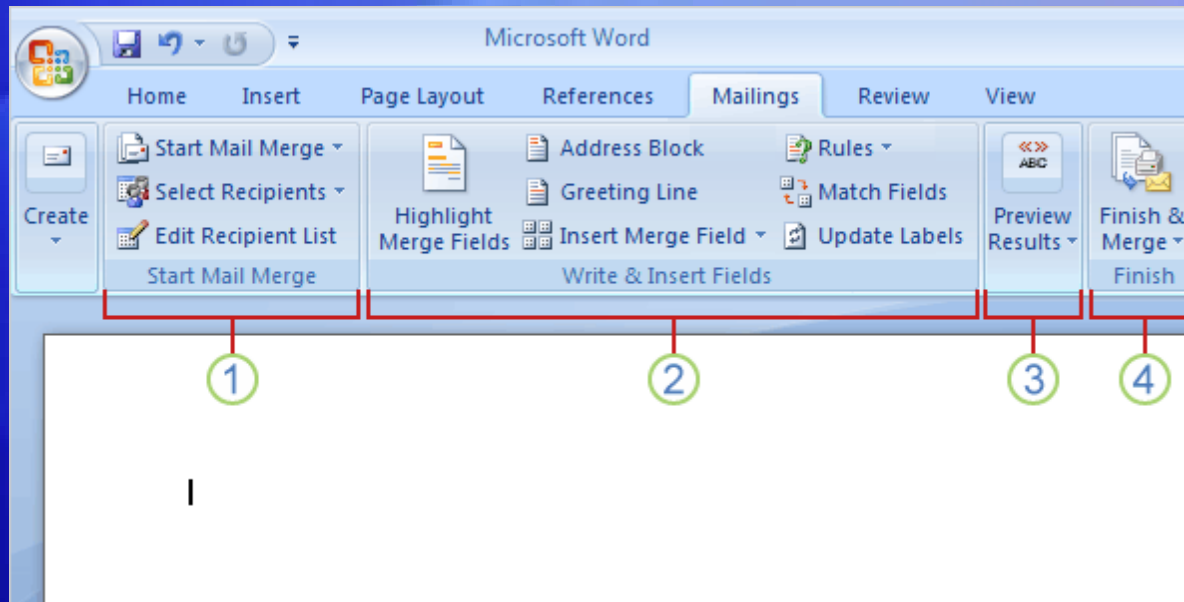 Microsoft Word
Home Insert Page Layout References Mailings Review View
Create
Start Mail Merge
Select Recipients
Edit Recipient List
Start Mail Merge
Highlight
Merge Fields
Address Block
Greeting Line
Insert Merge Field
Rules
Match Fields
Update Labels
Write & Insert Fields
«»
ABC
Preview
Results
Finish &
Merge
Finish
1 2 3 4